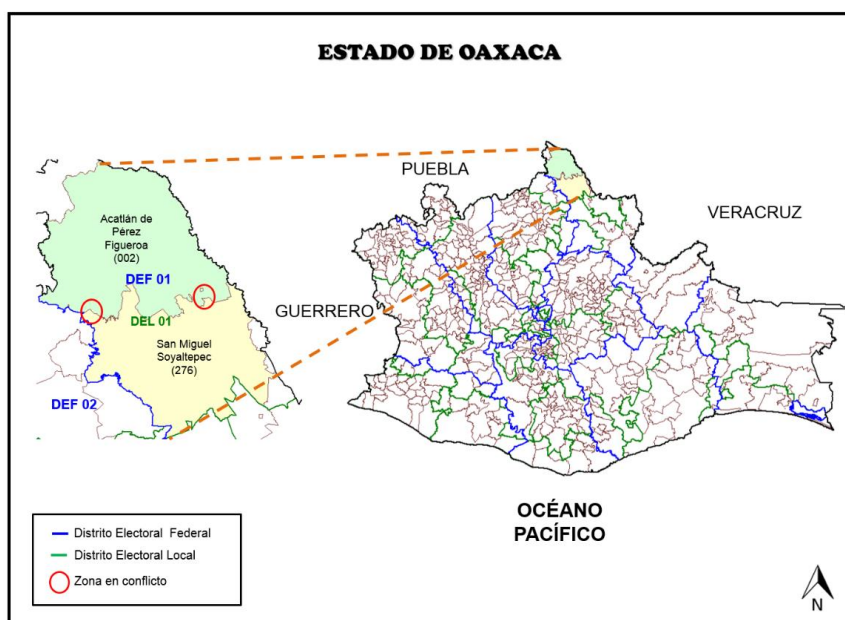 ESTADO DE OAXACA
PUEBLA
VERACRUZ
GUERRERO
Acatlán de
Pérez
Figueroa
(002)
DEF 01
DEL 01
San Miguel
Soyaltepec
(276)
DEF 02
OCÉANO
PACÍFICO
Distrito Electoral Federal
Distrito Electoral Local
Zona en conflicto
N